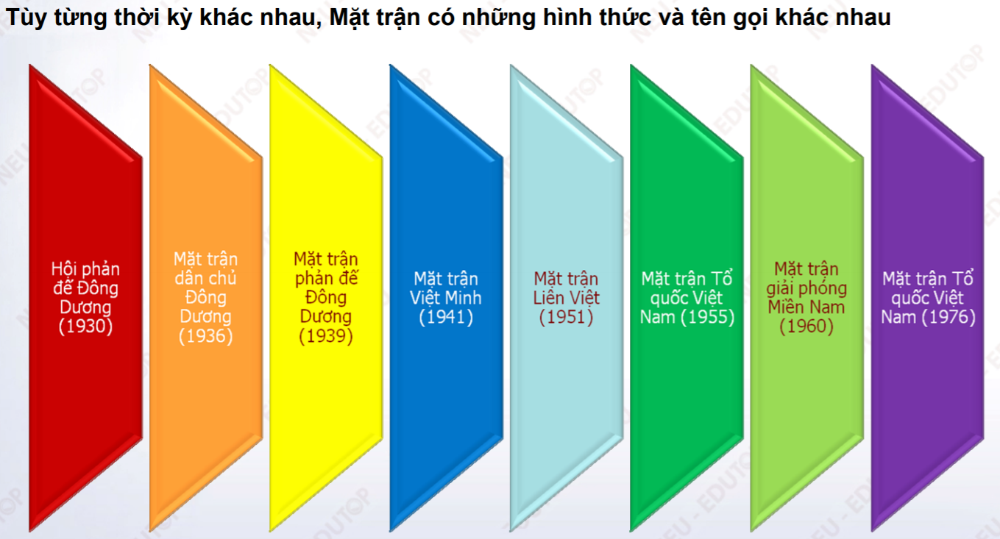 Tùy từng thời kỳ khác nhau, Mặt trận có những hình thức và tên gọi khác nhau
Hội phản
đế Đông
Dương
(1930)
Mặt trận
dân chủ
Đông
Dương
(1936)
Mặt trận
phản đế
Đông
Dương
(1939)
Mặt trận
Việt Minh
(1941)
Mặt trận
Liên Việt
(1951)
Mặt trận Tổ
quốc Việt
Nam (1955)
Mặt trận
giải phóng
Miền Nam
(1960)
Mặt trận Tổ
quốc Việt
Nam (1976)
NEU - EDUTOP